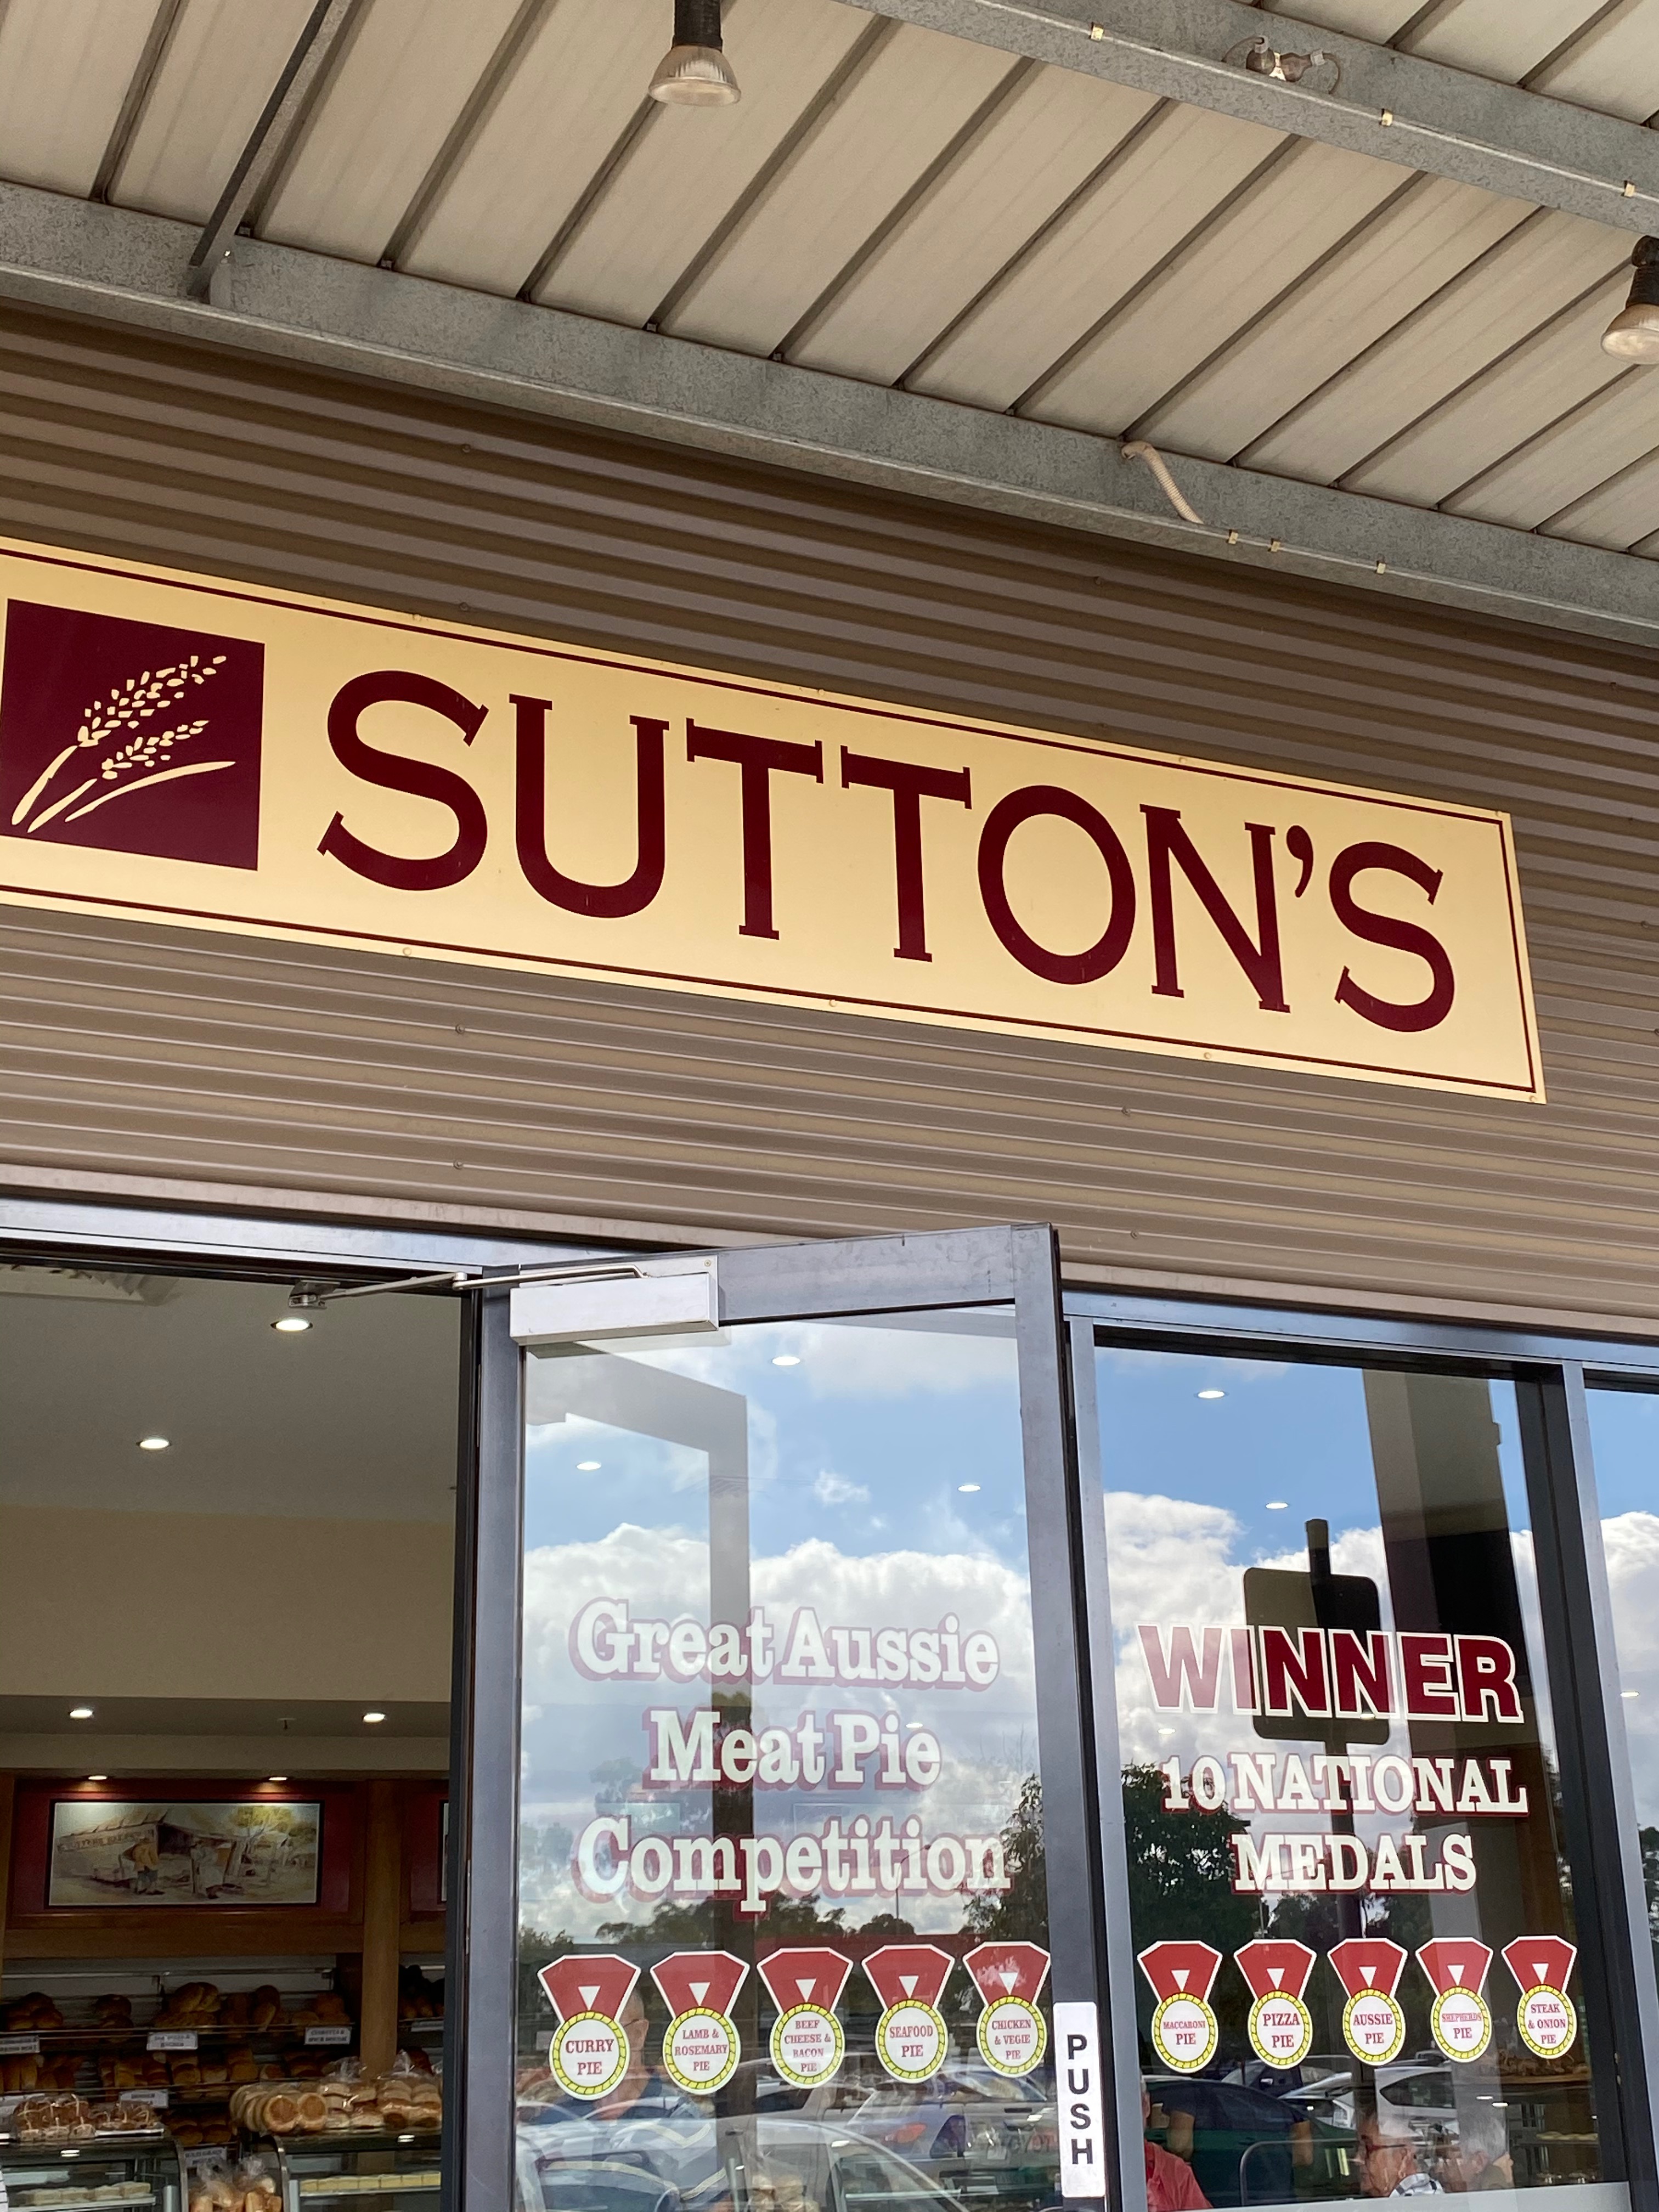 SUTTON'S
Great Aussie
Meat Pie
Competition
WINNER
10 NATIONAL
MEDALS
CURRY
PIE
LAMB &
ROSEMARY
PIE
BEEF
CHEESE &
BACON
PIE
SEAFOOD
PIE
CHICKEN
& VEGIE
PIE
MACCARONI
PIE
PIZZA
PIE
AUSSIE
PIE
SHEPHERDS
PIE
STEAK
& ONION
PIE
PUSH